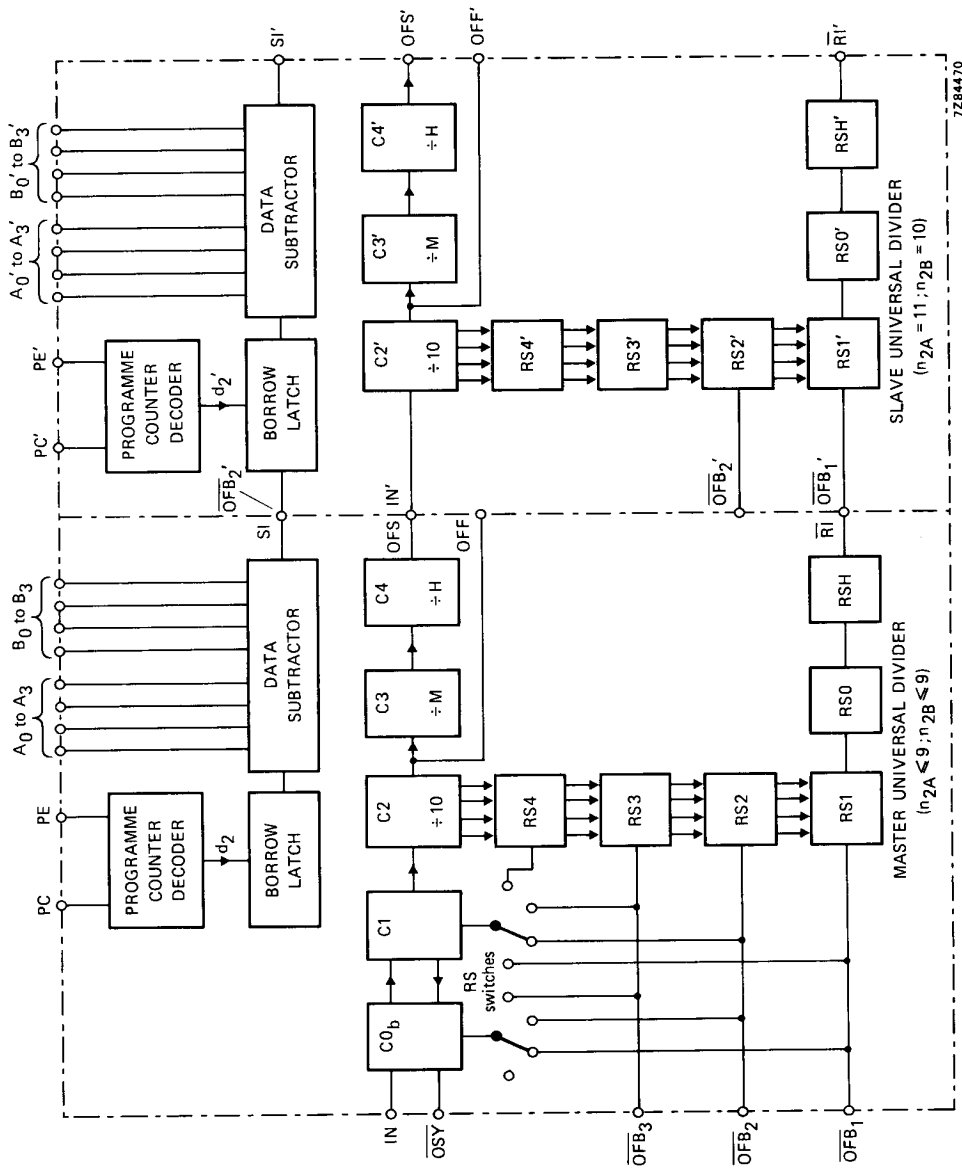 PC
PE
A0 to A3
B0 to B3
PC'
PE'
A0' to A3'
B0' to B3'
PROGRAMME
COUNTER
DECODER
d2
BORROW
LATCH
DATA
SUBTRACTOR
SI
OFB2'
PROGRAMME
COUNTER
DECODER
d2'
BORROW
LATCH
DATA
SUBTRACTOR
SI'
IN
OSY
C0b
C1
C2
÷10
C3
÷M
C4
÷H
OFS
IN'
OFF
C2'
÷10
C3'
÷M
C4'
÷H
OFS'
OFF'
RS
switches
RS4
RS3
RS2
RS1
RS0
RSH
RI
OFB3
OFB2
OFB1
RS4'
RS3'
RS2'
RS1'
RS0'
RSH'
RI'
OFB2'
OFB1'
MASTER UNIVERSAL DIVIDER
(n2A ⩽ 9; n2B ⩽ 9)
SLAVE UNIVERSAL DIVIDER
(n2A = 11; n2B = 10)
7Z84470